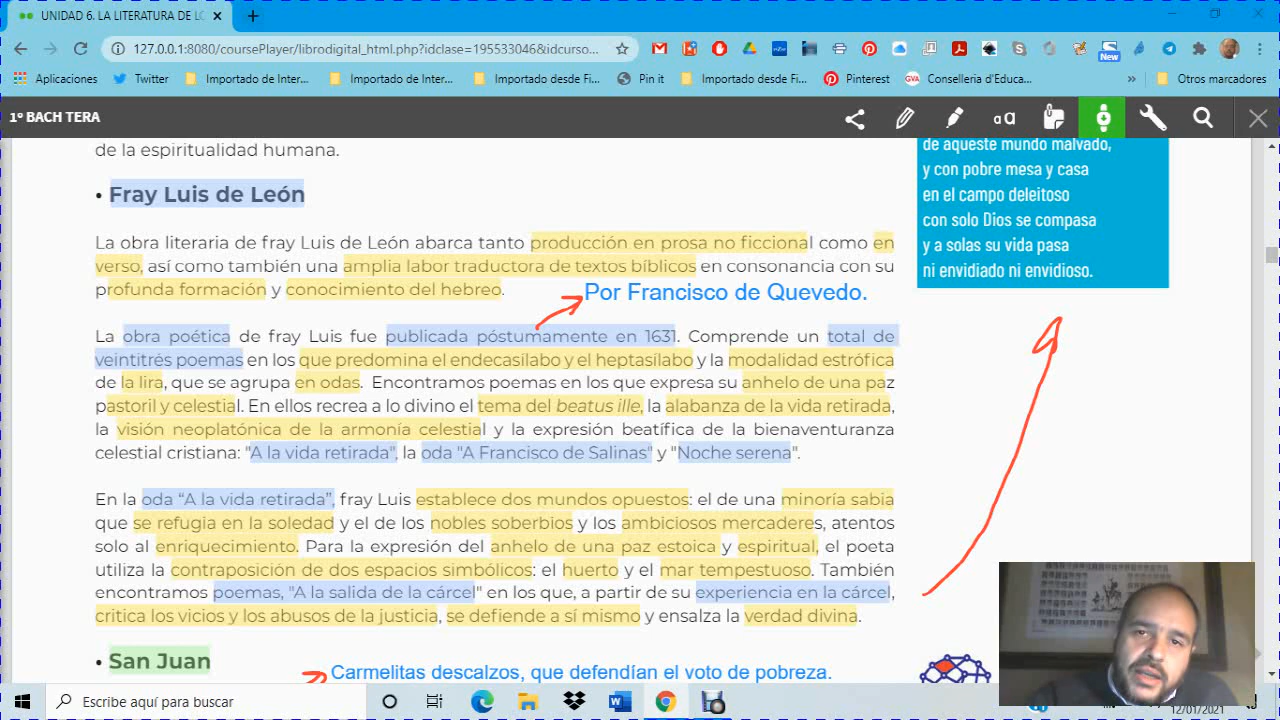 UNIDAD 6. LA LITERATURA DE LO
127.0.0.1:8080/coursePlayer/librodigital_html.php?idclase=195533046&idcurso...
New
Aplicaciones
Twitter
Importado de Inter...
Importado de Inter...
Importado desde Fi...
Pin it
Importado desde Fi...
Pinterest
GVA
Conselleria d'Educa...
»
Otros marcadores
1º BACH TERA
aA
de la espiritualidad humana.
• Fray Luis de León
La obra literaria de fray Luis de León abarca tanto producción en prosa no ficcional como en
verso, así como también una amplia labor traductora de textos bíblicos en consonancia con su
profunda formación y conocimiento del hebreo.
Por Francisco de Quevedo.
La obra poética de fray Luis fue publicada póstumamente en 1631. Comprende un total de
veintitrés poemas en los que predomina el endecasílabo y el heptasílabo y la modalidad estrófica
de la lira, que se agrupa en odas. Encontramos poemas en los que expresa su anhelo de una paz
pastoril y celestial. En ellos recrea a lo divino el tema del beatus ille, la alabanza de la vida retirada,
la visión neoplatónica de la armonía celestial y la expresión beatífica de la bienaventuranza
celestial cristiana: "A la vida retirada", la oda "A Francisco de Salinas" y "Noche serena".
En la oda “A la vida retirada”, fray Luis establece dos mundos opuestos: el de una minoría sabia
que se refugia en la soledad y el de los nobles soberbios y los ambiciosos mercaderes, atentos
solo al enriquecimiento. Para la expresión del anhelo de una paz estoica y espiritual, el poeta
utiliza la contraposición de dos espacios simbólicos: el huerto y el mar tempestuoso. También
encontramos poemas, "A la salida de la cárcel" en los que, a partir de su experiencia en la cárcel,
critica los vicios y los abusos de la justicia, se defiende a sí mismo y ensalza la verdad divina.
• San Juan
Carmelitas descalzos, que defendían el voto de pobreza.
de aqueste mundo malvado,
y con pobre mesa y casa
en el campo deleitoso
con solo Dios se compasa
y a solas su vida pasa
ni envidiado ni envidioso.
Escribe aquí para buscar
12/01/2021